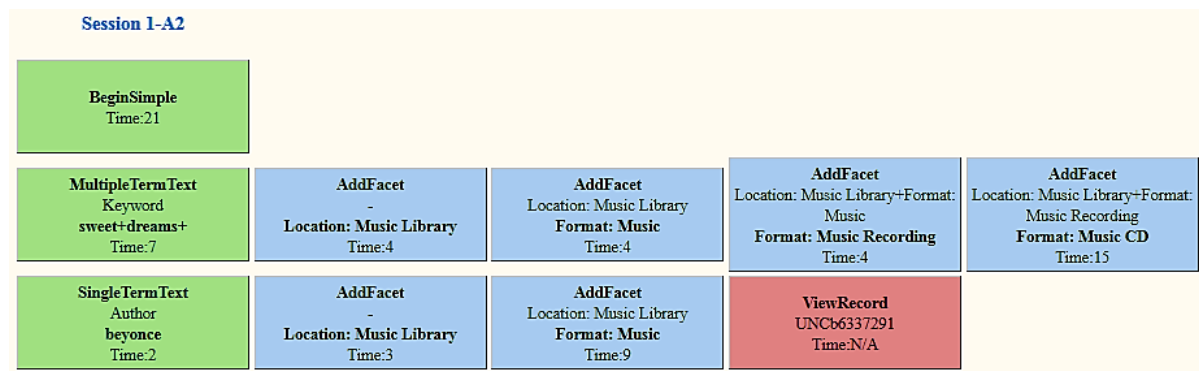 Session 1-A2
BeginSimple
Time:21
MultipleTermText
Keyword
sweet+dreams+
Time:7
AddFacet
-
Location: Music Library
Time:4
AddFacet
Location: Music Library
Format: Music
Time:4
AddFacet
Location: Music Library+Format:
Music
Format: Music Recording
Time:4
AddFacet
Location: Music Library+Format:
Music Recording
Format: Music CD
Time:15
SingleTermText
Author
beyonce
Time:2
AddFacet
-
Location: Music Library
Time:3
AddFacet
Location: Music Library
Format: Music
Time:9
ViewRecord
UNCb6337291
Time:N/A